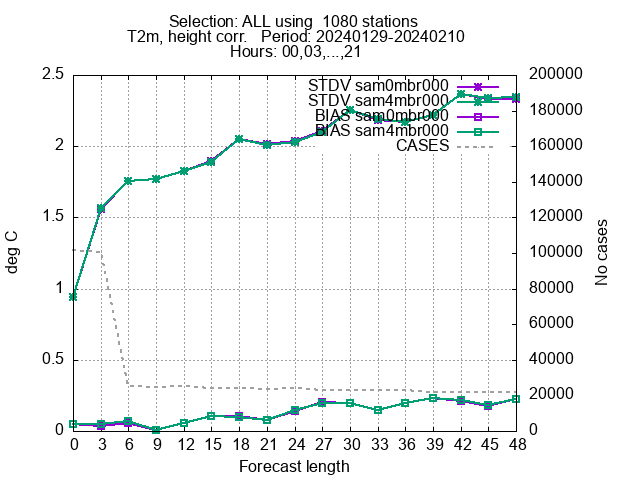 Selection: ALL using  1080 stations
T2m, height corr.   Period: 20240129-20240210
Hours: 00,03,...,21
2.5
2
1.5
1
0.5
0
deg C
STDV sam0mbr000
STDV sam4mbr000
BIAS sam0mbr000
BIAS sam4mbr000
CASES
200000
180000
160000
140000
120000
100000
80000
60000
40000
20000
0
No cases
0 3 6 9 12 15 18 21 24 27 30 33 36 39 42 45 48
Forecast length